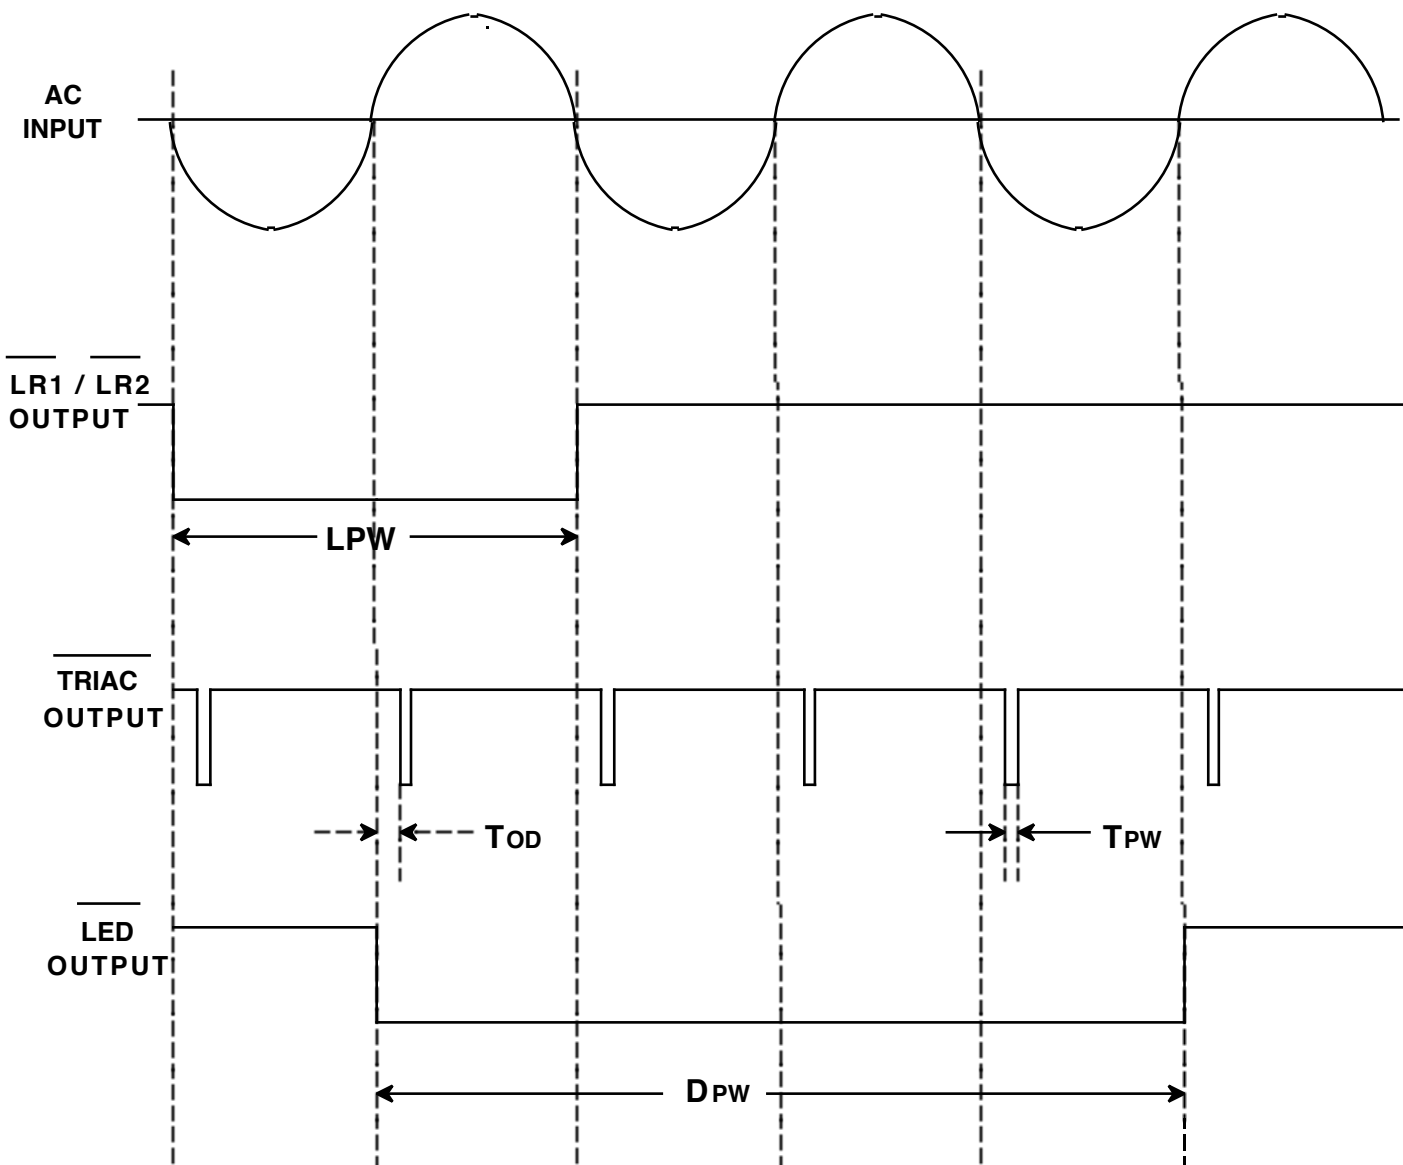 AC
INPUT
LR1 / LR2
OUTPUT
LPW
TRIAC
OUTPUT
TOD
TPW
LED
OUTPUT
DPW